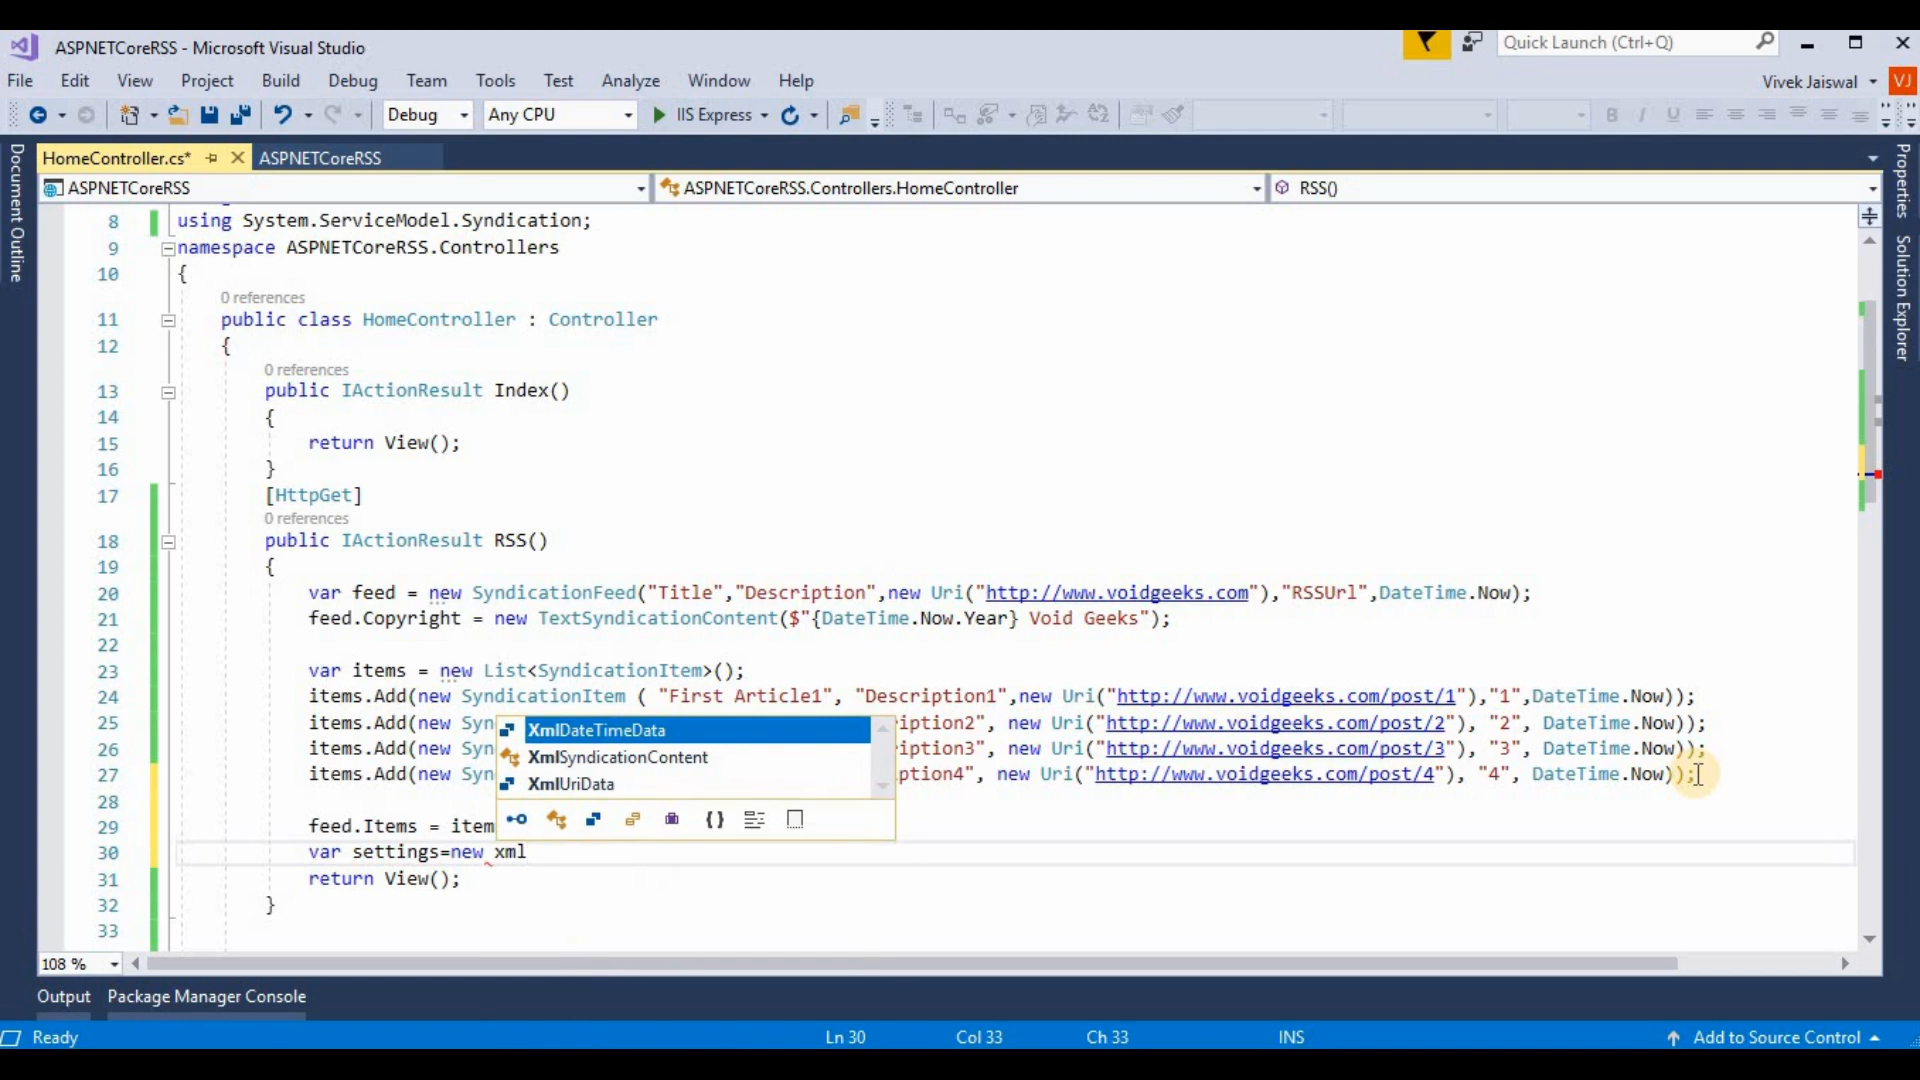 ASPNETCoreRSS - Microsoft Visual Studio
Quick Launch (Ctrl+Q)
File Edit View Project Build Debug Team Tools Test Analyze Window Help
Vivek Jaiswal VJ
Debug Any CPU IIS Express
HomeController.cs* ASPNETCoreRSS
ASPNETCoreRSS ASPNETCoreRSS.Controllers.HomeController RSS()
Document Outline
Properties
Solution Explorer
8 using System.ServiceModel.Syndication;
9 namespace ASPNETCoreRSS.Controllers
10 {
0 references
11 public class HomeController : Controller
12 {
0 references
13 public IActionResult Index()
14 {
15 return View();
16 }
17 [HttpGet]
0 references
18 public IActionResult RSS()
19 {
20 var feed = new SyndicationFeed("Title","Description",new Uri("http://www.voidgeeks.com"),"RSSUrl",DateTime.Now);
21 feed.Copyright = new TextSyndicationContent($"{DateTime.Now.Year} Void Geeks");
22
23 var items = new List<SyndicationItem>();
24 items.Add(new SyndicationItem ( "First Article1", "Description1",new Uri("http://www.voidgeeks.com/post/1"),"1",DateTime.Now));
25 items.Add(new Syn ription2", new Uri("http://www.voidgeeks.com/post/2"), "2", DateTime.Now));
26 items.Add(new Syn ription3", new Uri("http://www.voidgeeks.com/post/3"), "3", DateTime.Now));
27 items.Add(new Syn iption4", new Uri("http://www.voidgeeks.com/post/4"), "4", DateTime.Now));
XmlDateTimeData
XmlSyndicationContent
XmlUriData
28
29 feed.Items = item
30 var settings=new xml
31 return View();
32 }
33
108 %
Output Package Manager Console
Ready Ln 30 Col 33 Ch 33 INS Add to Source Control